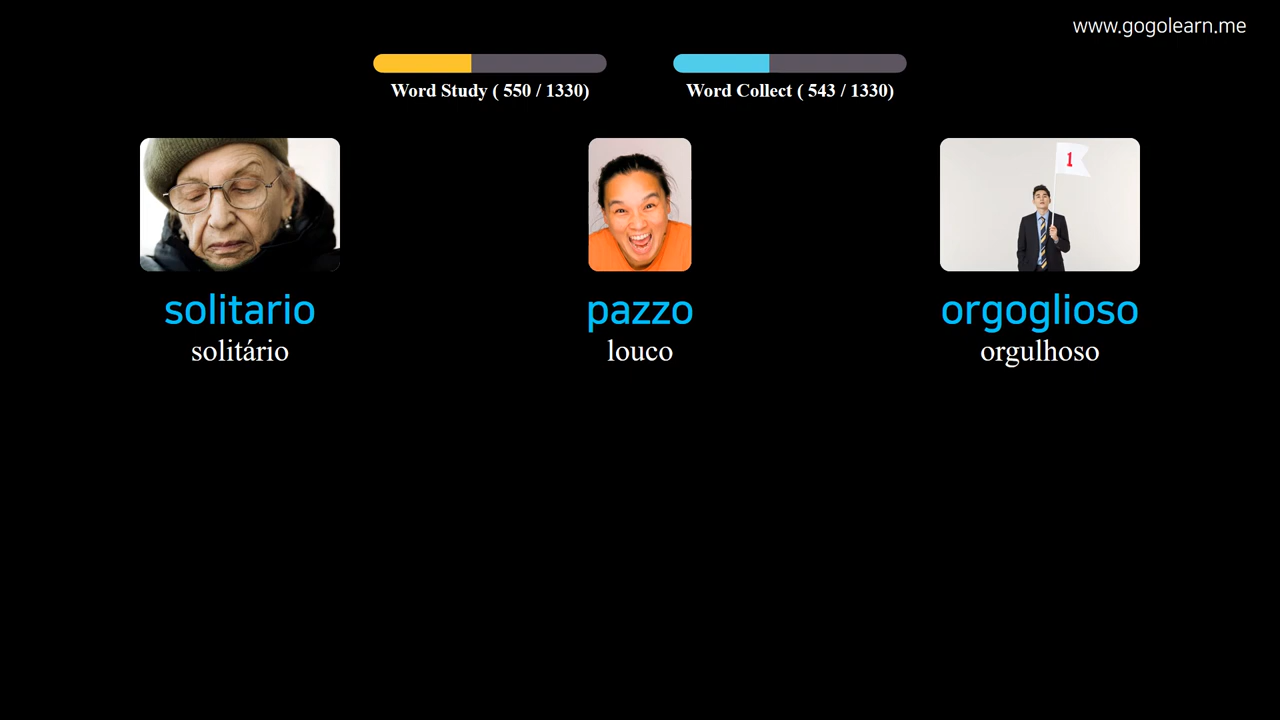 www.gogolearn.me
Word Study ( 550 / 1330)
Word Collect ( 543 / 1330)
1
solitario
pazzo
orgoglioso
solitário
louco
orgulhoso